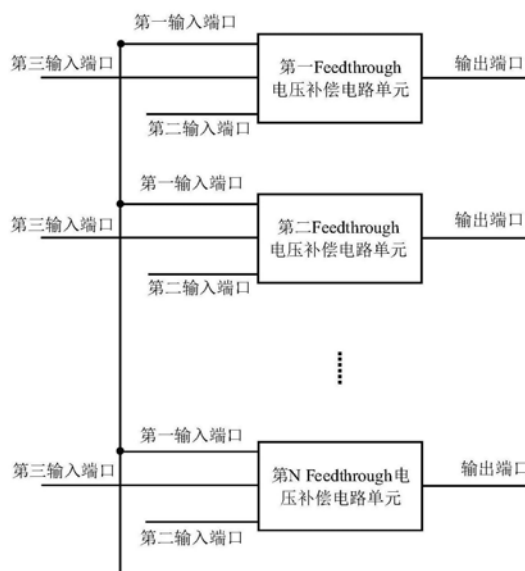 第一输入端口
第三输入端口
第一Feedthrough
电压补偿电路单元
输出端口
第二输入端口
第一输入端口
第三输入端口
第二Feedthrough
电压补偿电路单元
输出端口
第二输入端口
第一输入端口
第三输入端口
第N Feedthrough电
压补偿电路单元
输出端口
第二输入端口